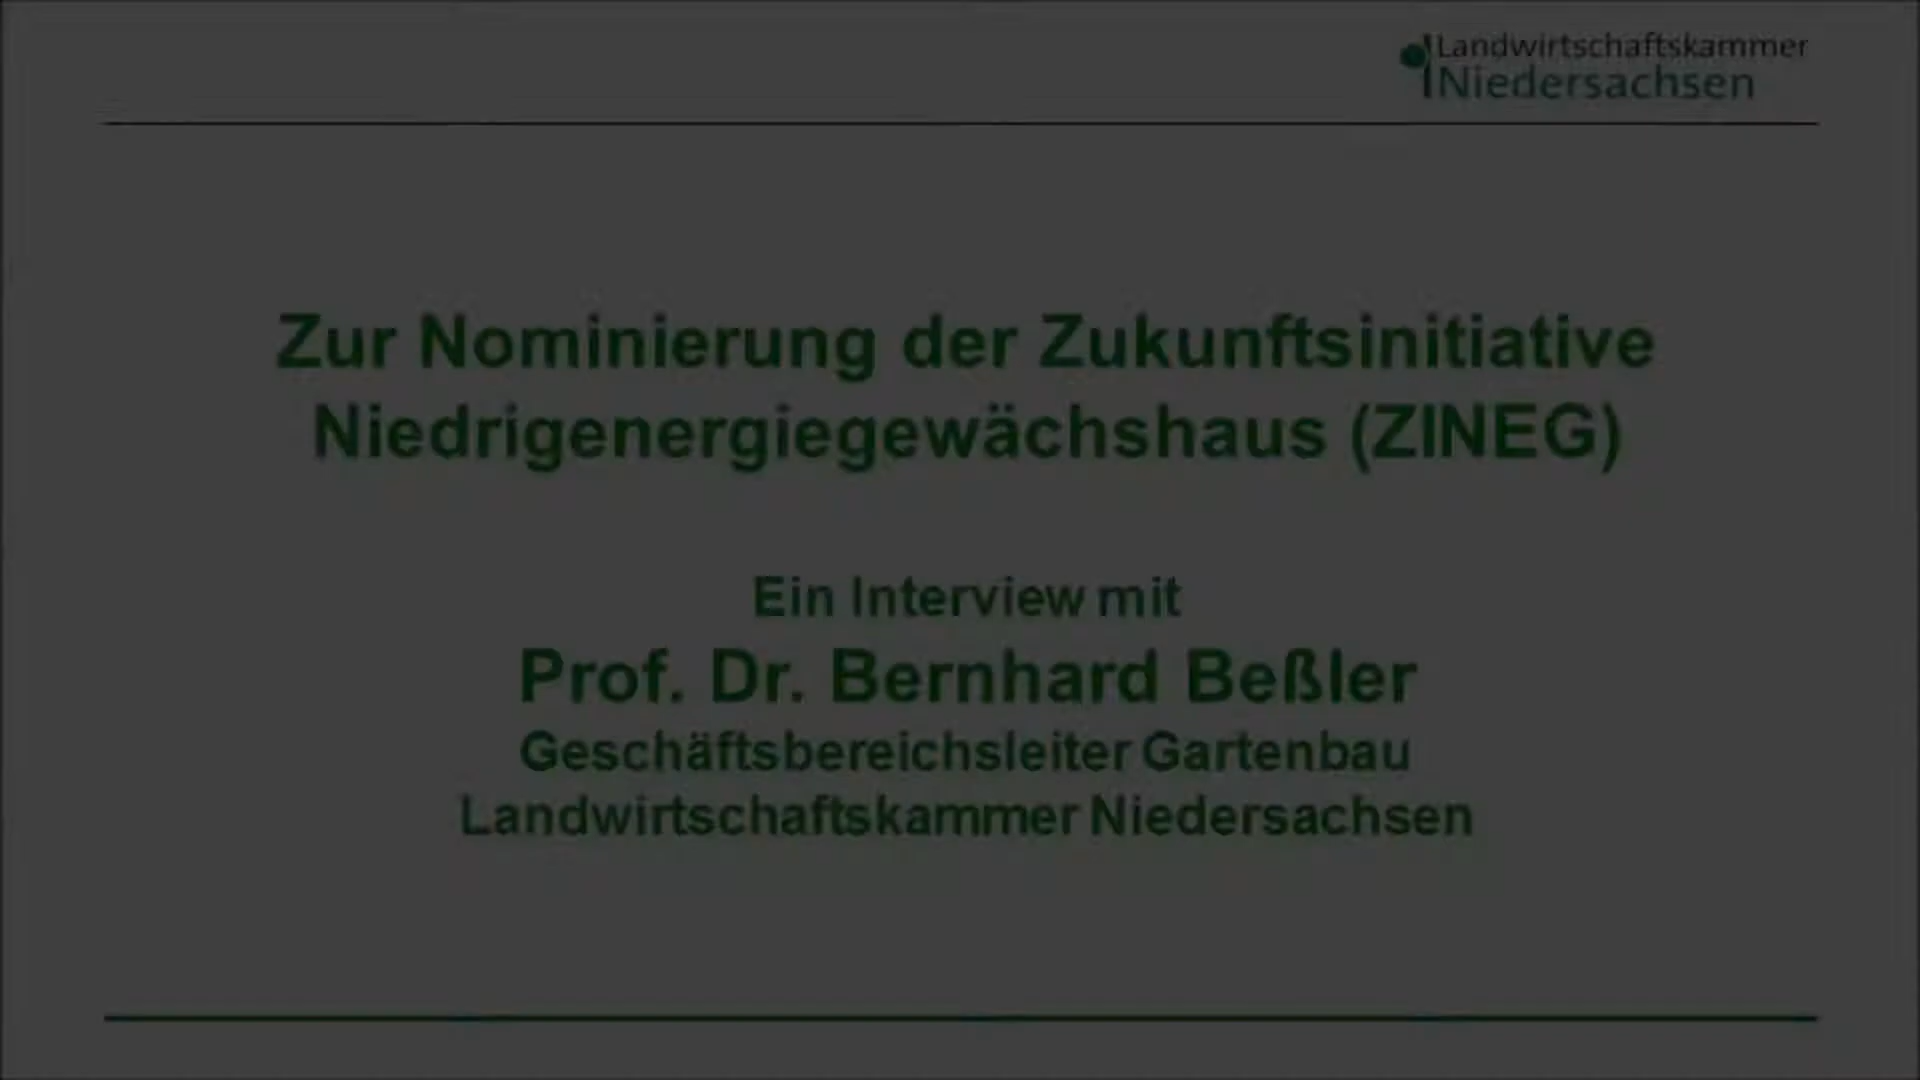 Landwirtschaftskammer
Niedersachsen
Zur Nominierung der Zukunftsinitiative
Niedrigenergiegewächshaus (ZINEG)
Ein Interview mit
Prof. Dr. Bernhard Beßler
Geschäftsbereichsleiter Gartenbau
Landwirtschaftskammer Niedersachsen